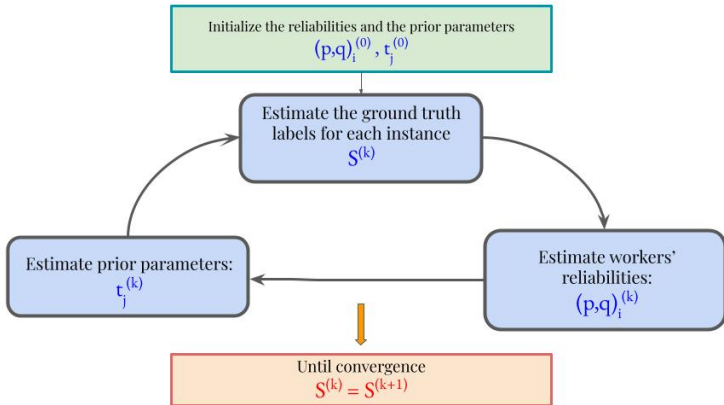 Initialize the reliabilities and the prior parameters
(p,q)ᵢ⁽⁰⁾ , tⱼ⁽⁰⁾
Estimate the ground truth
labels for each instance
S⁽ᵏ⁾
Estimate workers’
reliabilities:
(p,q)ᵢ⁽ᵏ⁾
Estimate prior parameters:
tⱼ⁽ᵏ⁾
Until convergence
S⁽ᵏ⁾ = S⁽ᵏ⁺¹⁾